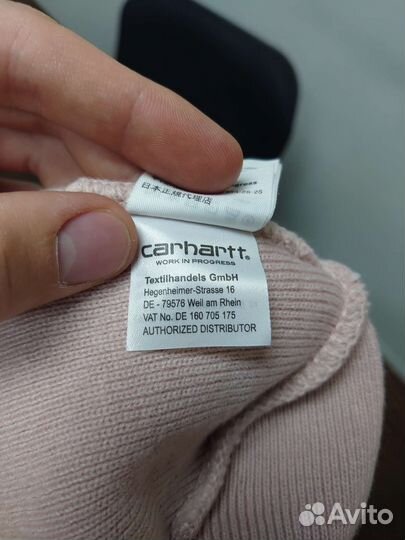 日本正規代理店
carhartt®
WORK IN PROGRESS
Textilhandels GmbH
Hegenheimer-Strasse 16
DE - 79576 Weil am Rhein
VAT No. DE 160 705 175
AUTHORIZED DISTRIBUTOR
Avito